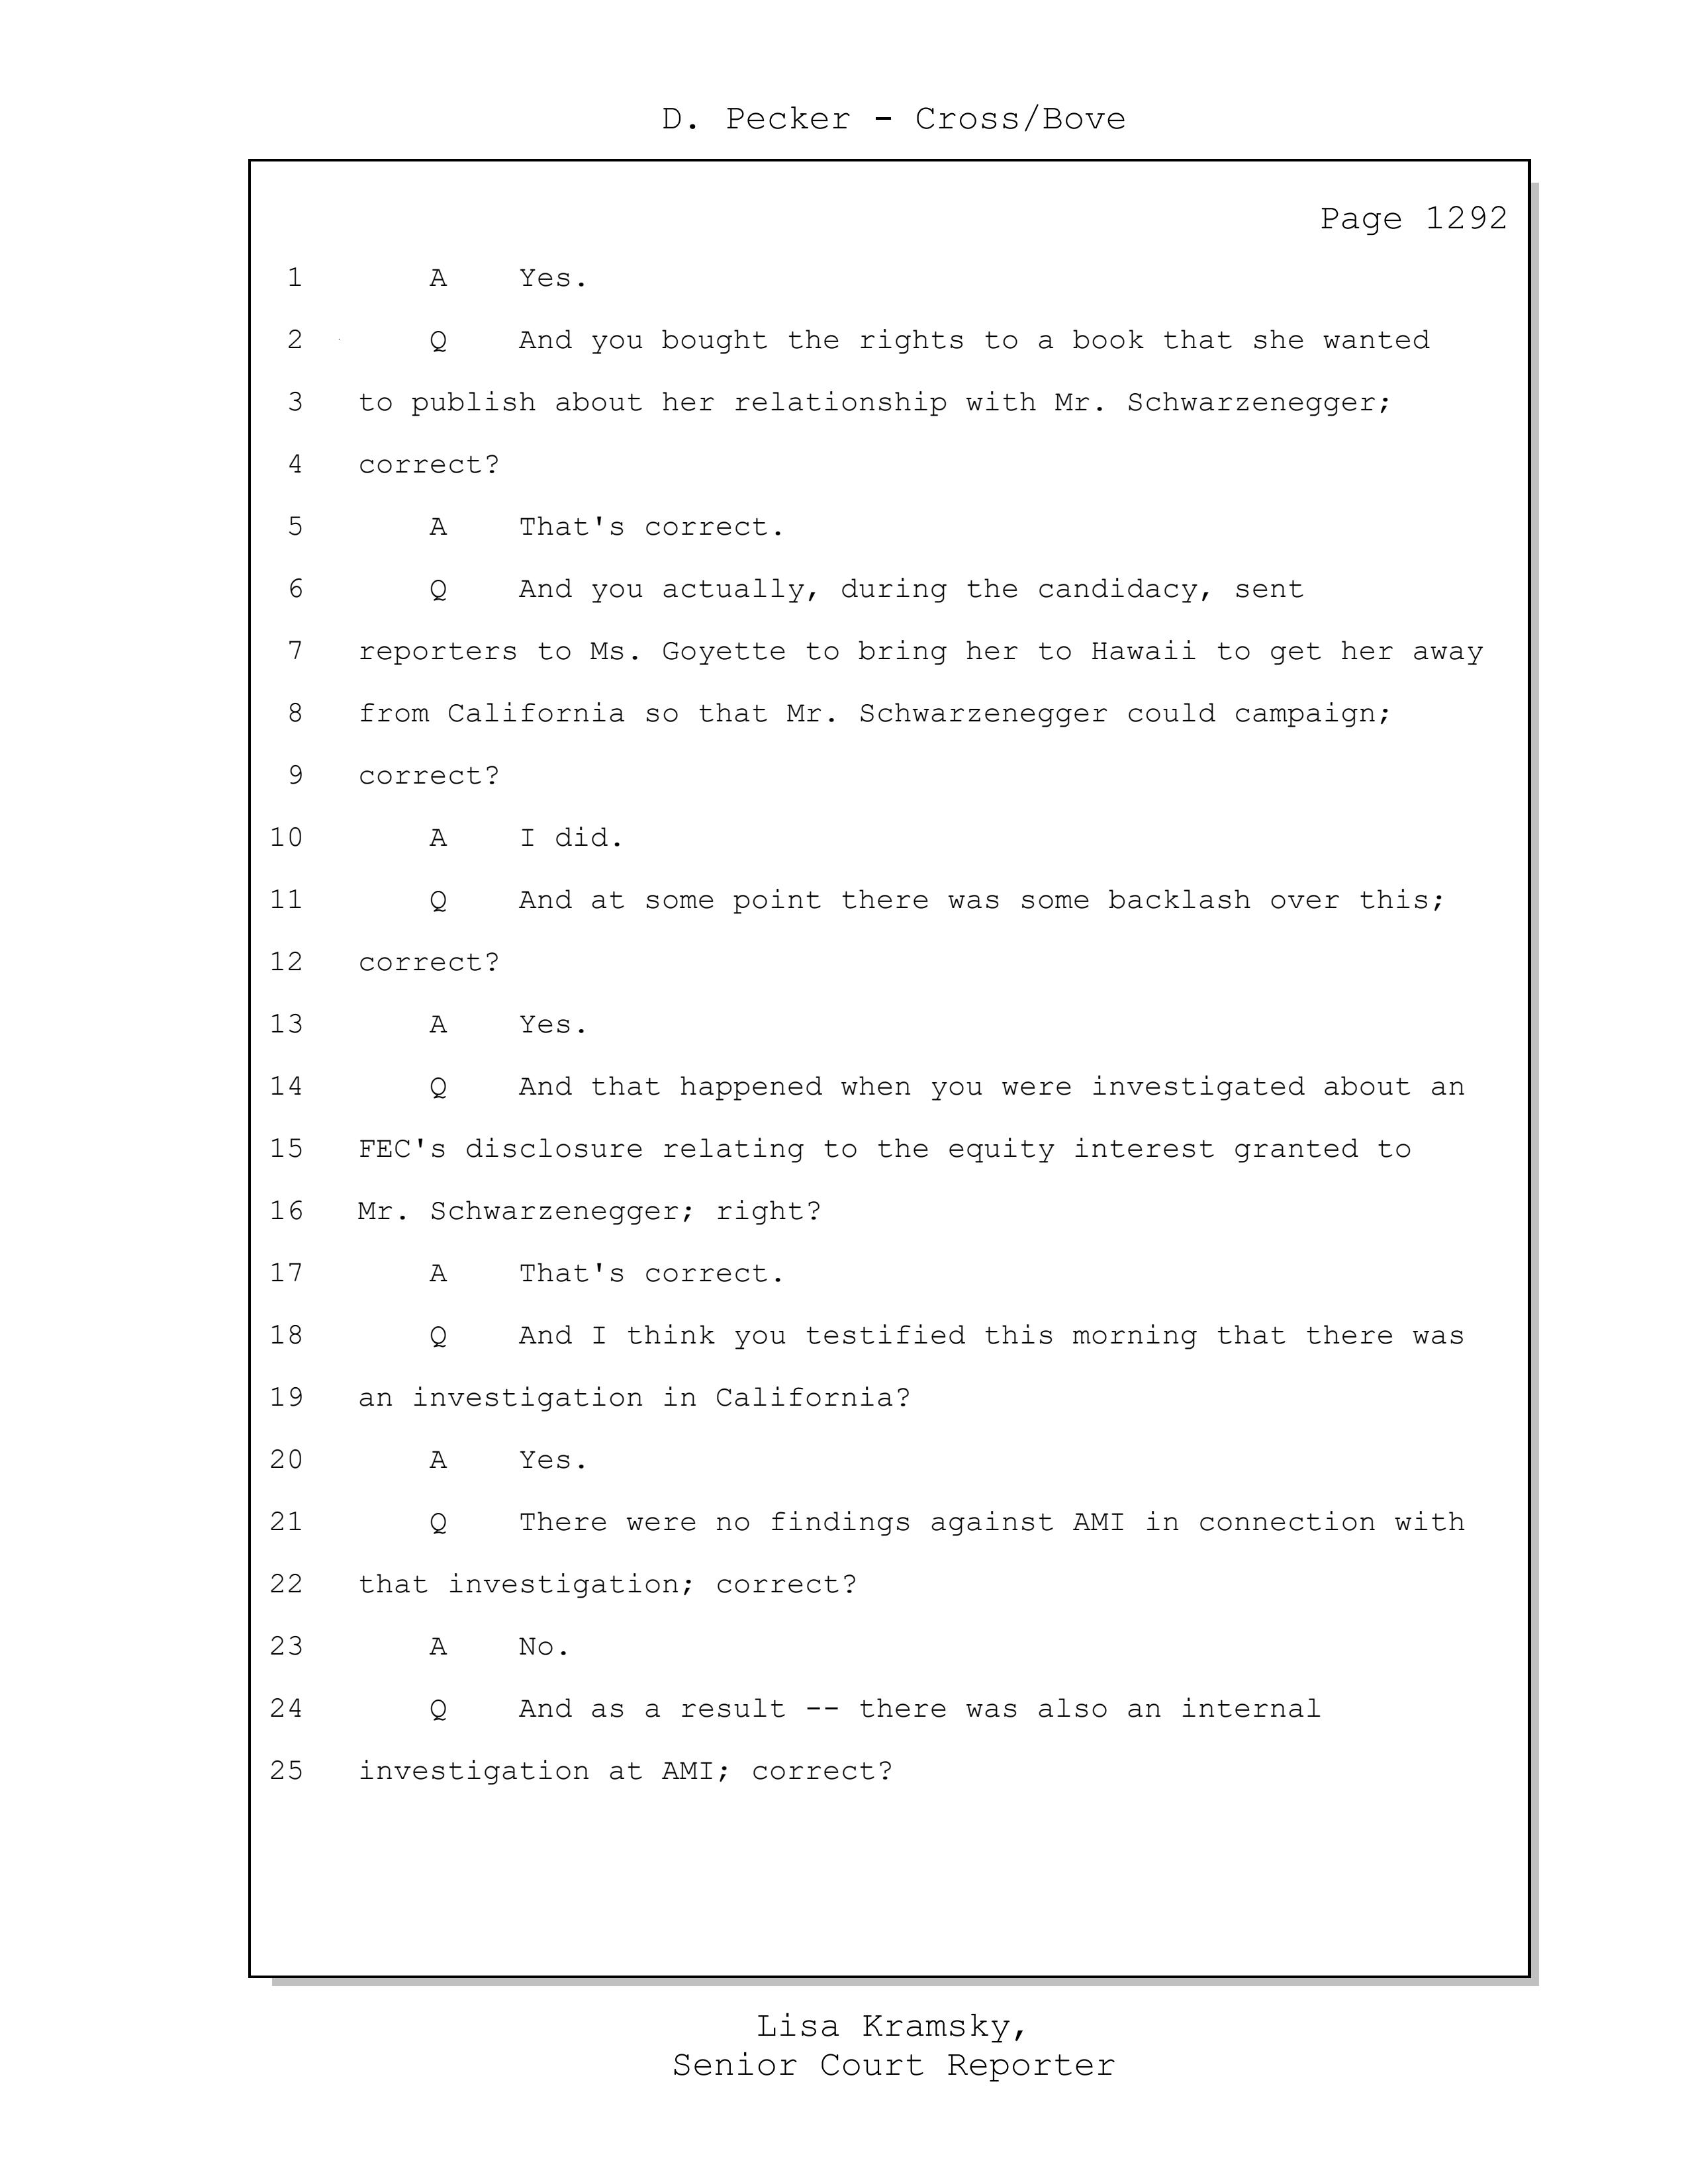 D. Pecker - Cross/Bove
Page 1292
1 A Yes.
2 Q And you bought the rights to a book that she wanted
3 to publish about her relationship with Mr. Schwarzenegger;
4 correct?
5 A That's correct.
6 Q And you actually, during the candidacy, sent
7 reporters to Ms. Goyette to bring her to Hawaii to get her away
8 from California so that Mr. Schwarzenegger could campaign;
9 correct?
10 A I did.
11 Q And at some point there was some backlash over this;
12 correct?
13 A Yes.
14 Q And that happened when you were investigated about an
15 FEC's disclosure relating to the equity interest granted to
16 Mr. Schwarzenegger; right?
17 A That's correct.
18 Q And I think you testified this morning that there was
19 an investigation in California?
20 A Yes.
21 Q There were no findings against AMI in connection with
22 that investigation; correct?
23 A No.
24 Q And as a result -- there was also an internal
25 investigation at AMI; correct?
Lisa Kramsky,
Senior Court Reporter